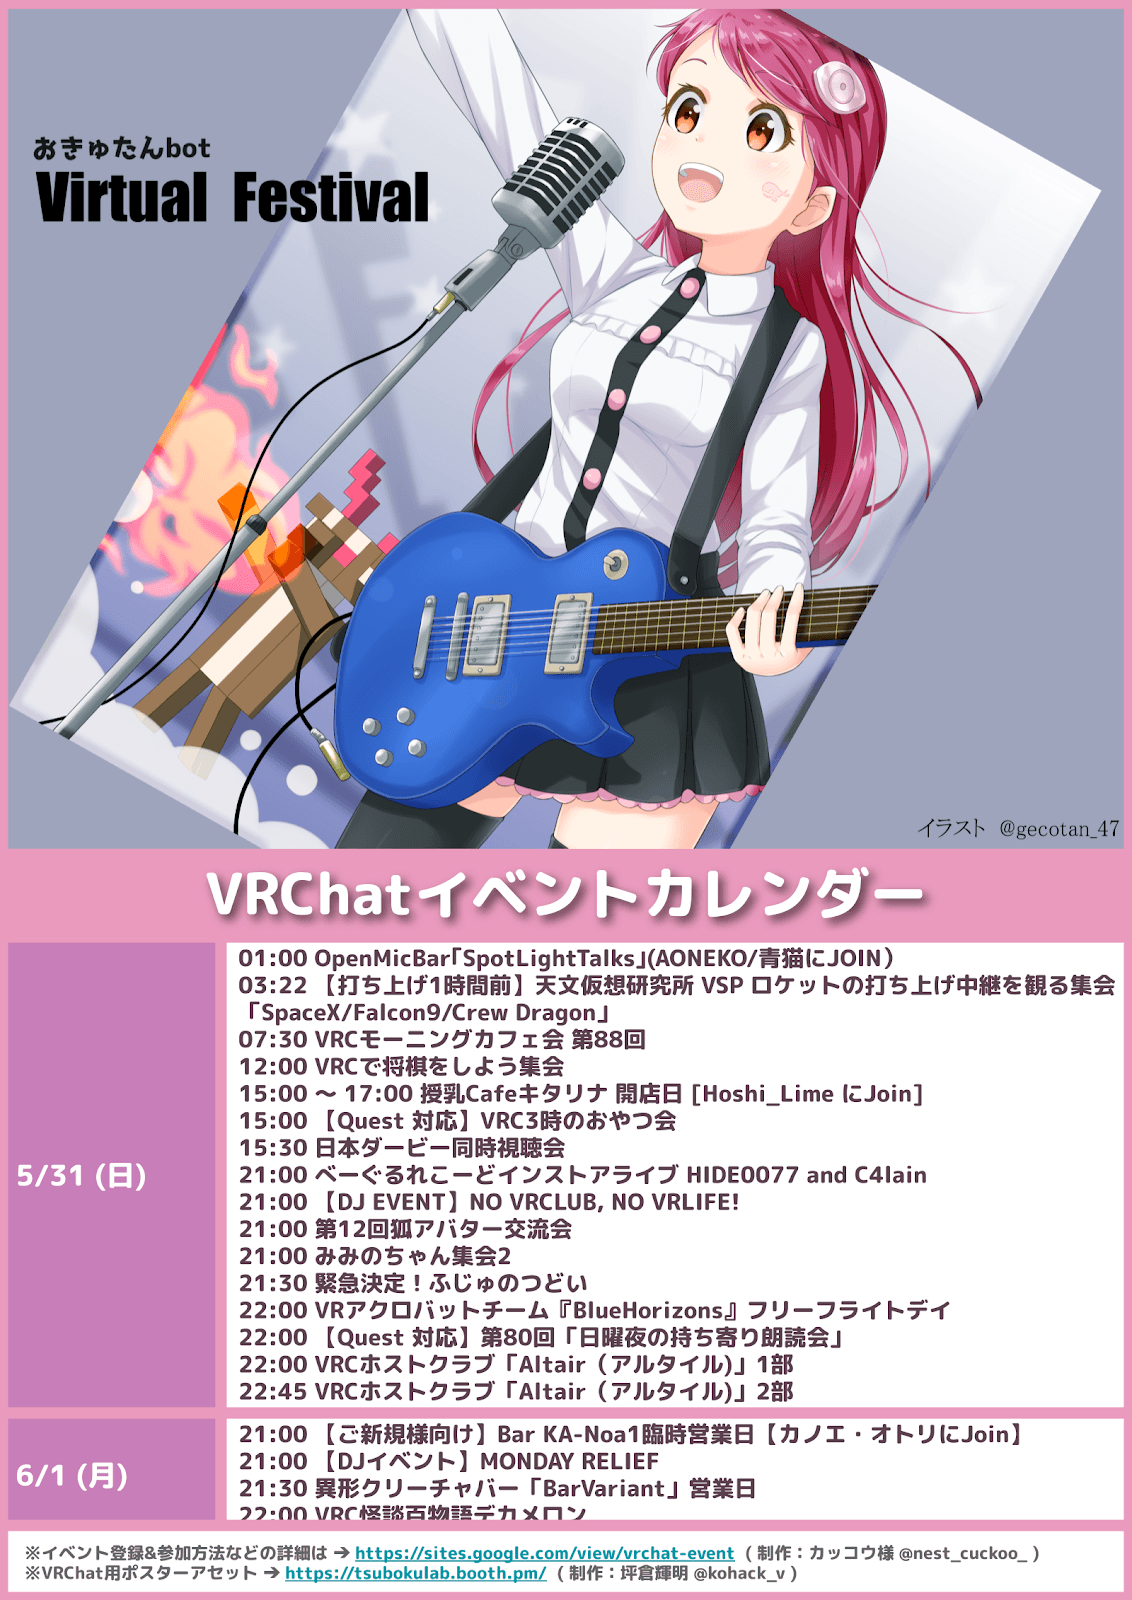 おきゅたんbot
Virtual Festival
イラスト @gecotan_47
VRChatイベントカレンダー
5/31 (日)
01:00 OpenMicBar「SpotLightTalks」(AONEKO/青猫にJOIN）
03:22 【打ち上げ1時間前】天文仮想研究所 VSP ロケットの打ち上げ中継を観る集会
「SpaceX/Falcon9/Crew Dragon」
07:30 VRCモーニングカフェ会 第88回
12:00 VRCで将棋をしよう集会
15:00 〜 17:00 授乳Cafeキタリナ 開店日 [Hoshi_Lime にJoin]
15:00 【Quest 対応】VRC3時のおやつ会
15:30 日本ダービー同時視聴会
21:00 べーぐるれこーどインストアライブ HIDE0077 and C4lain
21:00 【DJ EVENT】NO VRCLUB, NO VRLIFE!
21:00 第12回狐アバター交流会
21:00 みみのちゃん集会2
21:30 緊急決定！ふじゅのつどい
22:00 VRアクロバットチーム『BlueHorizons』フリーフライトデイ
22:00 【Quest 対応】第80回「日曜夜の持ち寄り朗読会」
22:00 VRCホストクラブ「Altair（アルタイル)」1部
22:45 VRCホストクラブ「Altair（アルタイル)」2部
6/1 (月)
21:00 【ご新規様向け】Bar KA-Noa1臨時営業日【カノエ・オトリにJoin】
21:00 【DJイベント】MONDAY RELIEF
21:30 異形クリーチャバー「BarVariant」営業日
22:00 VRC怪談百物語デカメロン
※イベント登録&参加方法などの詳細は ➔ https://sites.google.com/view/vrchat-event ( 制作：カッコウ様 @nest_cuckoo_ )
※VRChat用ポスターアセット ➔ https://tsubokulab.booth.pm/ ( 制作：坪倉輝明 @kohack_v )